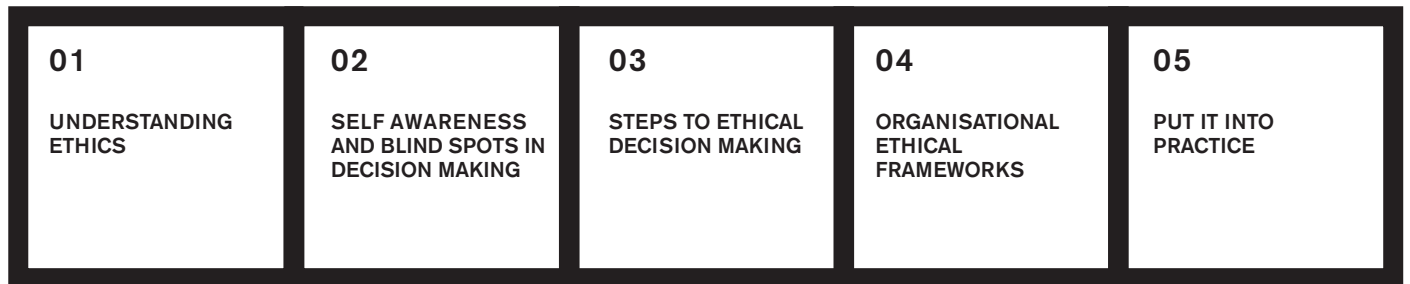 01
UNDERSTANDING
ETHICS
02
SELF AWARENESS
AND BLIND SPOTS IN
DECISION MAKING
03
STEPS TO ETHICAL
DECISION MAKING
04
ORGANISATIONAL
ETHICAL
FRAMEWORKS
05
PUT IT INTO
PRACTICE